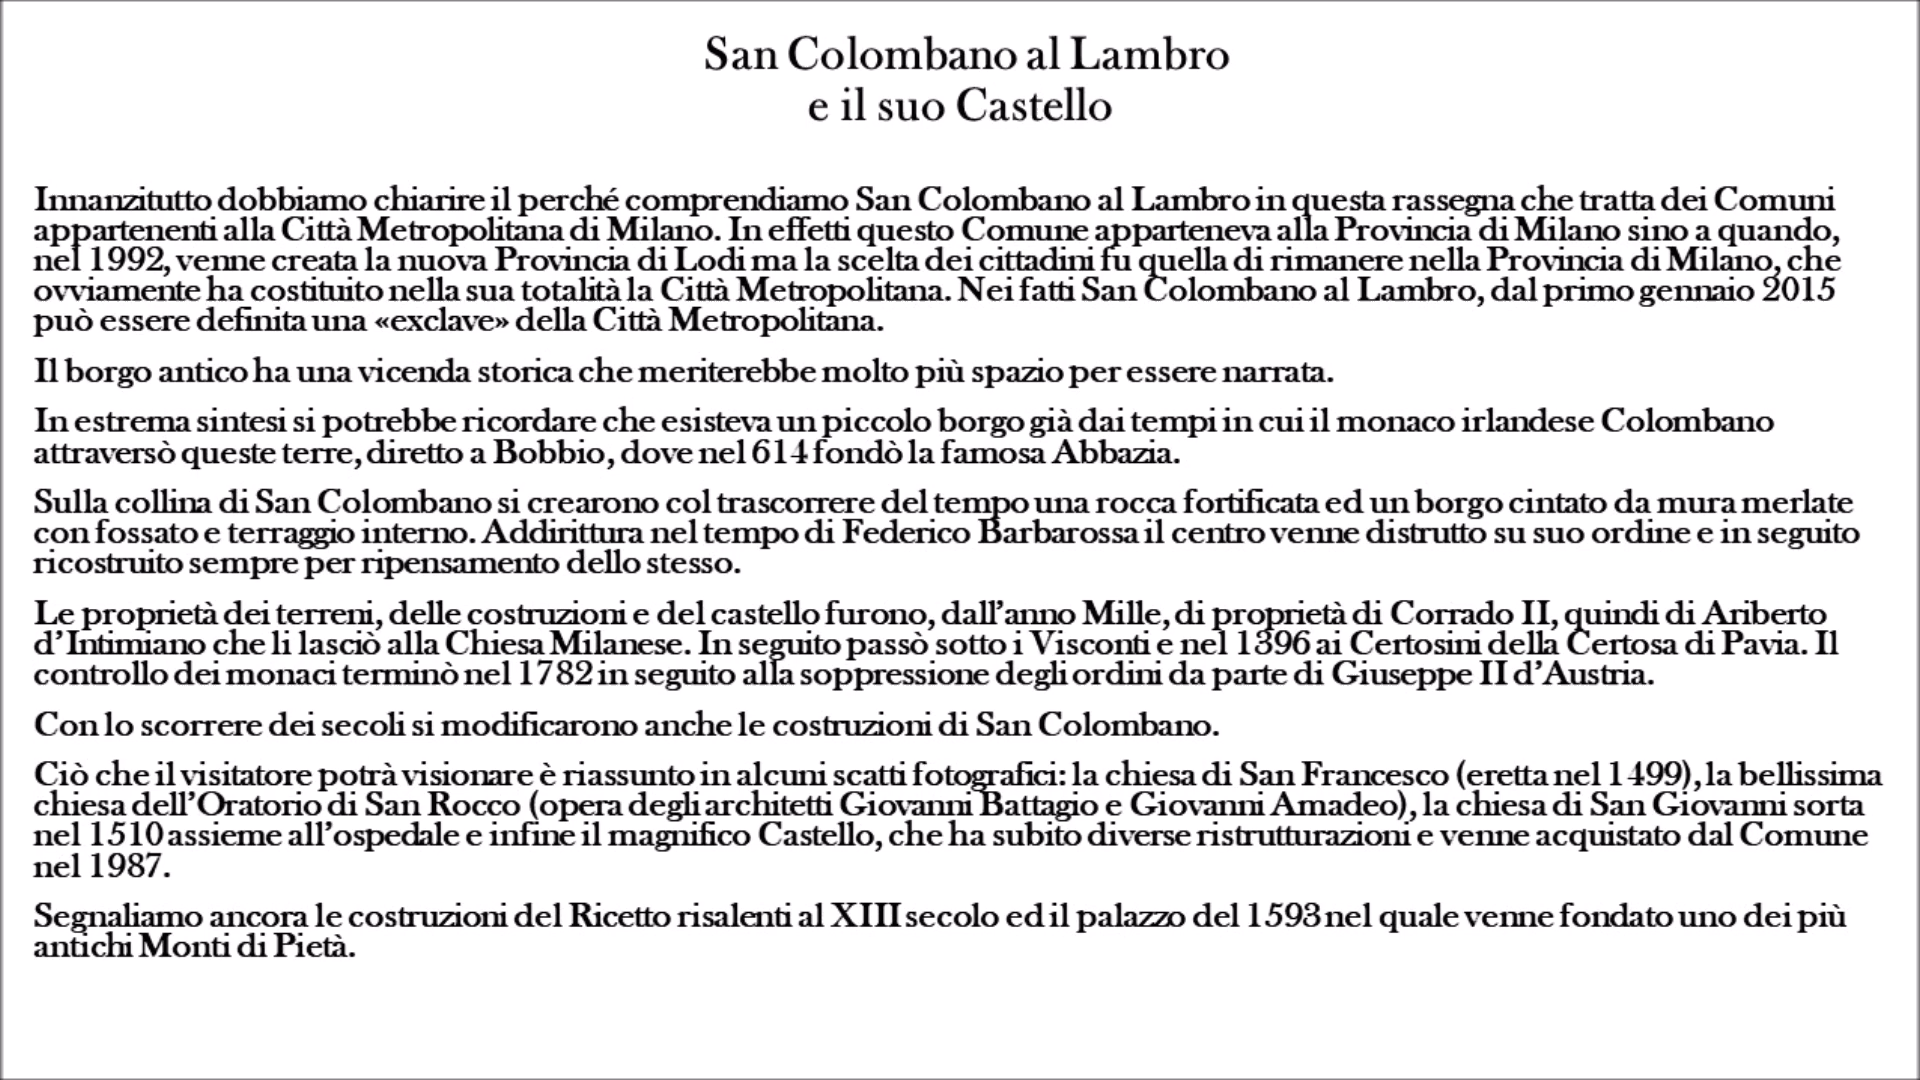 San Colombano al Lambro
e il suo Castello
Innanzitutto dobbiamo chiarire il perché comprendiamo San Colombano al Lambro in questa rassegna che tratta dei Comuni
appartenenti alla Città Metropolitana di Milano. In effetti questo Comune apparteneva alla Provincia di Milano sino a quando,
nel 1992, venne creata la nuova Provincia di Lodi ma la scelta dei cittadini fu quella di rimanere nella Provincia di Milano, che
ovviamente ha costituito nella sua totalità la Città Metropolitana. Nei fatti San Colombano al Lambro, dal primo gennaio 2015
può essere definita una «exclave» della Città Metropolitana.
Il borgo antico ha una vicenda storica che meriterebbe molto più spazio per essere narrata.
In estrema sintesi si potrebbe ricordare che esisteva un piccolo borgo già dai tempi in cui il monaco irlandese Colombano
attraversò queste terre, diretto a Bobbio, dove nel 614 fondò la famosa Abbazia.
Sulla collina di San Colombano si crearono col trascorrere del tempo una rocca fortificata ed un borgo cintato da mura merlate
con fossato e terraggio interno. Addirittura nel tempo di Federico Barbarossa il centro venne distrutto su suo ordine e in seguito
ricostruito sempre per ripensamento dello stesso.
Le proprietà dei terreni, delle costruzioni e del castello furono, dall’anno Mille, di proprietà di Corrado II, quindi di Ariberto
d’Intimiano che li lasciò alla Chiesa Milanese. In seguito passò sotto i Visconti e nel 1396 ai Certosini della Certosa di Pavia. Il
controllo dei monaci terminò nel 1782 in seguito alla soppressione degli ordini da parte di Giuseppe II d’Austria.
Con lo scorrere dei secoli si modificarono anche le costruzioni di San Colombano.
Ciò che il visitatore potrà visionare è riassunto in alcuni scatti fotografici: la chiesa di San Francesco (eretta nel 1499), la bellissima
chiesa dell’Oratorio di San Rocco (opera degli architetti Giovanni Battagio e Giovanni Amadeo), la chiesa di San Giovanni sorta
nel 1510 assieme all’ospedale e infine il magnifico Castello, che ha subito diverse ristrutturazioni e venne acquistato dal Comune
nel 1987.
Segnaliamo ancora le costruzioni del Ricetto risalenti al XIII secolo ed il palazzo del 1593 nel quale venne fondato uno dei più
antichi Monti di Pietà.